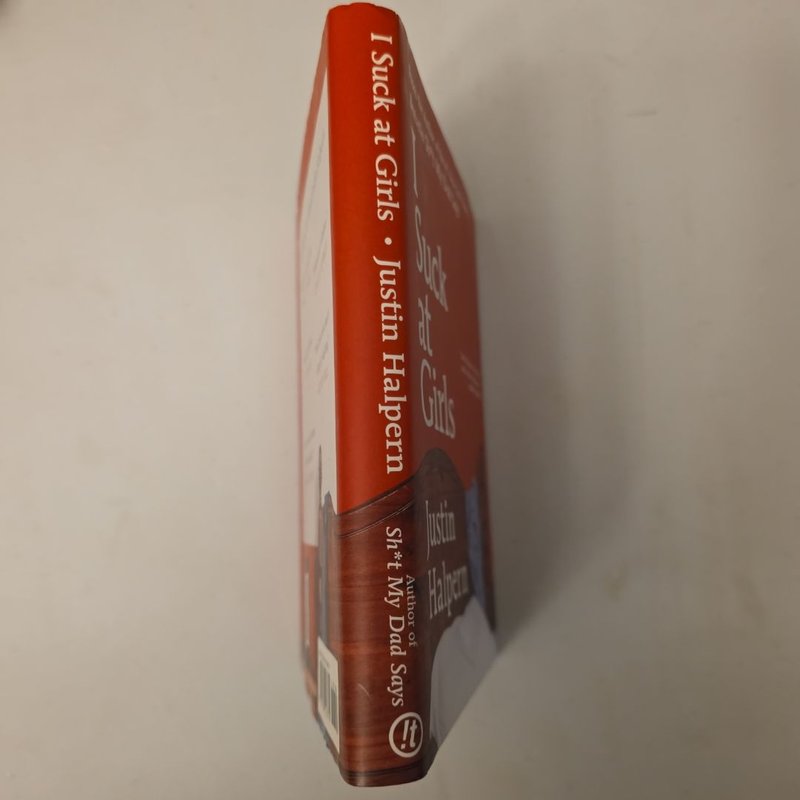 I Suck at Girls • Justin Halpern
Author of
Sh*t My Dad Says
!t
I
Suck
at
Girls
Justin
Halpern